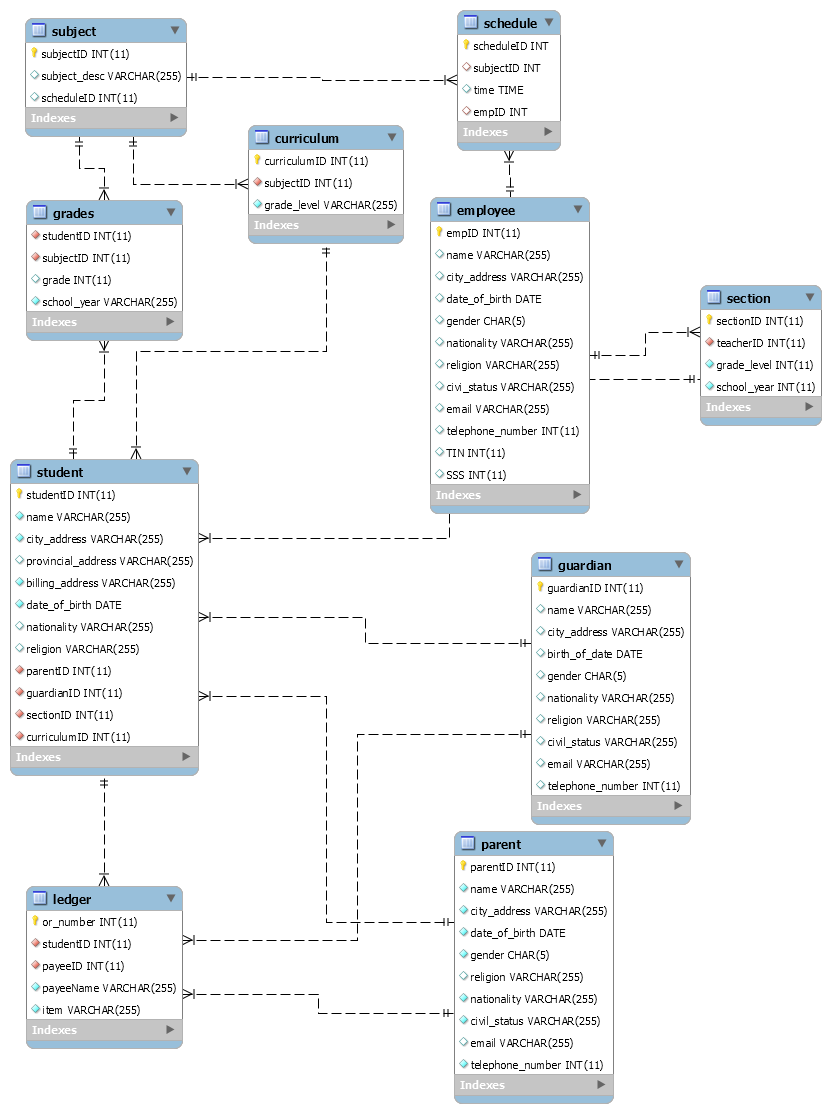 subject
subjectID INT(11)
subject_desc VARCHAR(255)
scheduleID INT(11)
Indexes
schedule
scheduleID INT
subjectID INT
time TIME
empID INT
Indexes
curriculum
curriculumID INT(11)
subjectID INT(11)
grade_level VARCHAR(255)
Indexes
grades
studentID INT(11)
subjectID INT(11)
grade INT(11)
school_year VARCHAR(255)
Indexes
employee
empID INT(11)
name VARCHAR(255)
city_address VARCHAR(255)
date_of_birth DATE
gender CHAR(5)
nationality VARCHAR(255)
religion VARCHAR(255)
civi_status VARCHAR(255)
email VARCHAR(255)
telephone_number INT(11)
TIN INT(11)
SSS INT(11)
Indexes
section
sectionID INT(11)
teacherID INT(11)
grade_level INT(11)
school_year INT(11)
Indexes
student
studentID INT(11)
name VARCHAR(255)
city_address VARCHAR(255)
provincial_address VARCHAR(255)
billing_address VARCHAR(255)
date_of_birth DATE
nationality VARCHAR(255)
religion VARCHAR(255)
parentID INT(11)
guardianID INT(11)
sectionID INT(11)
curriculumID INT(11)
Indexes
guardian
guardianID INT(11)
name VARCHAR(255)
city_address VARCHAR(255)
birth_of_date DATE
gender CHAR(5)
nationality VARCHAR(255)
religion VARCHAR(255)
civil_status VARCHAR(255)
email VARCHAR(255)
telephone_number INT(11)
Indexes
parent
parentID INT(11)
name VARCHAR(255)
city_address VARCHAR(255)
date_of_birth DATE
gender CHAR(5)
religion VARCHAR(255)
nationality VARCHAR(255)
civil_status VARCHAR(255)
email VARCHAR(255)
telephone_number INT(11)
Indexes
ledger
or_number INT(11)
studentID INT(11)
payeeID INT(11)
payeeName VARCHAR(255)
item VARCHAR(255)
Indexes